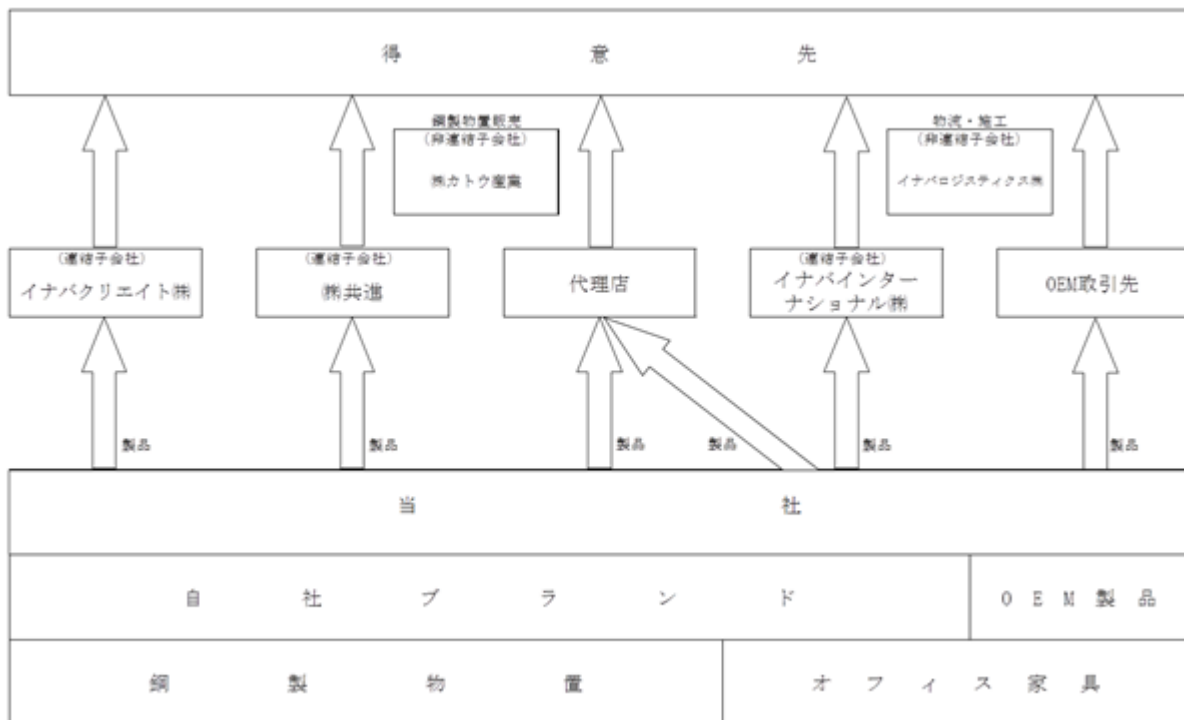 得意先
鋼製物置販売
(非連結子会社)
㈱カトウ産業
物流・施工
(非連結子会社)
イナバロジスティクス㈱
(連結子会社)
イナバクリエイト㈱
(連結子会社)
㈱共進
代理店
(連結子会社)
イナバインター
ナショナル㈱
OEM取引先
製品
製品
製品
製品
製品
製品
当社
自社ブランド
OEM製品
鋼製物置
オフィス家具